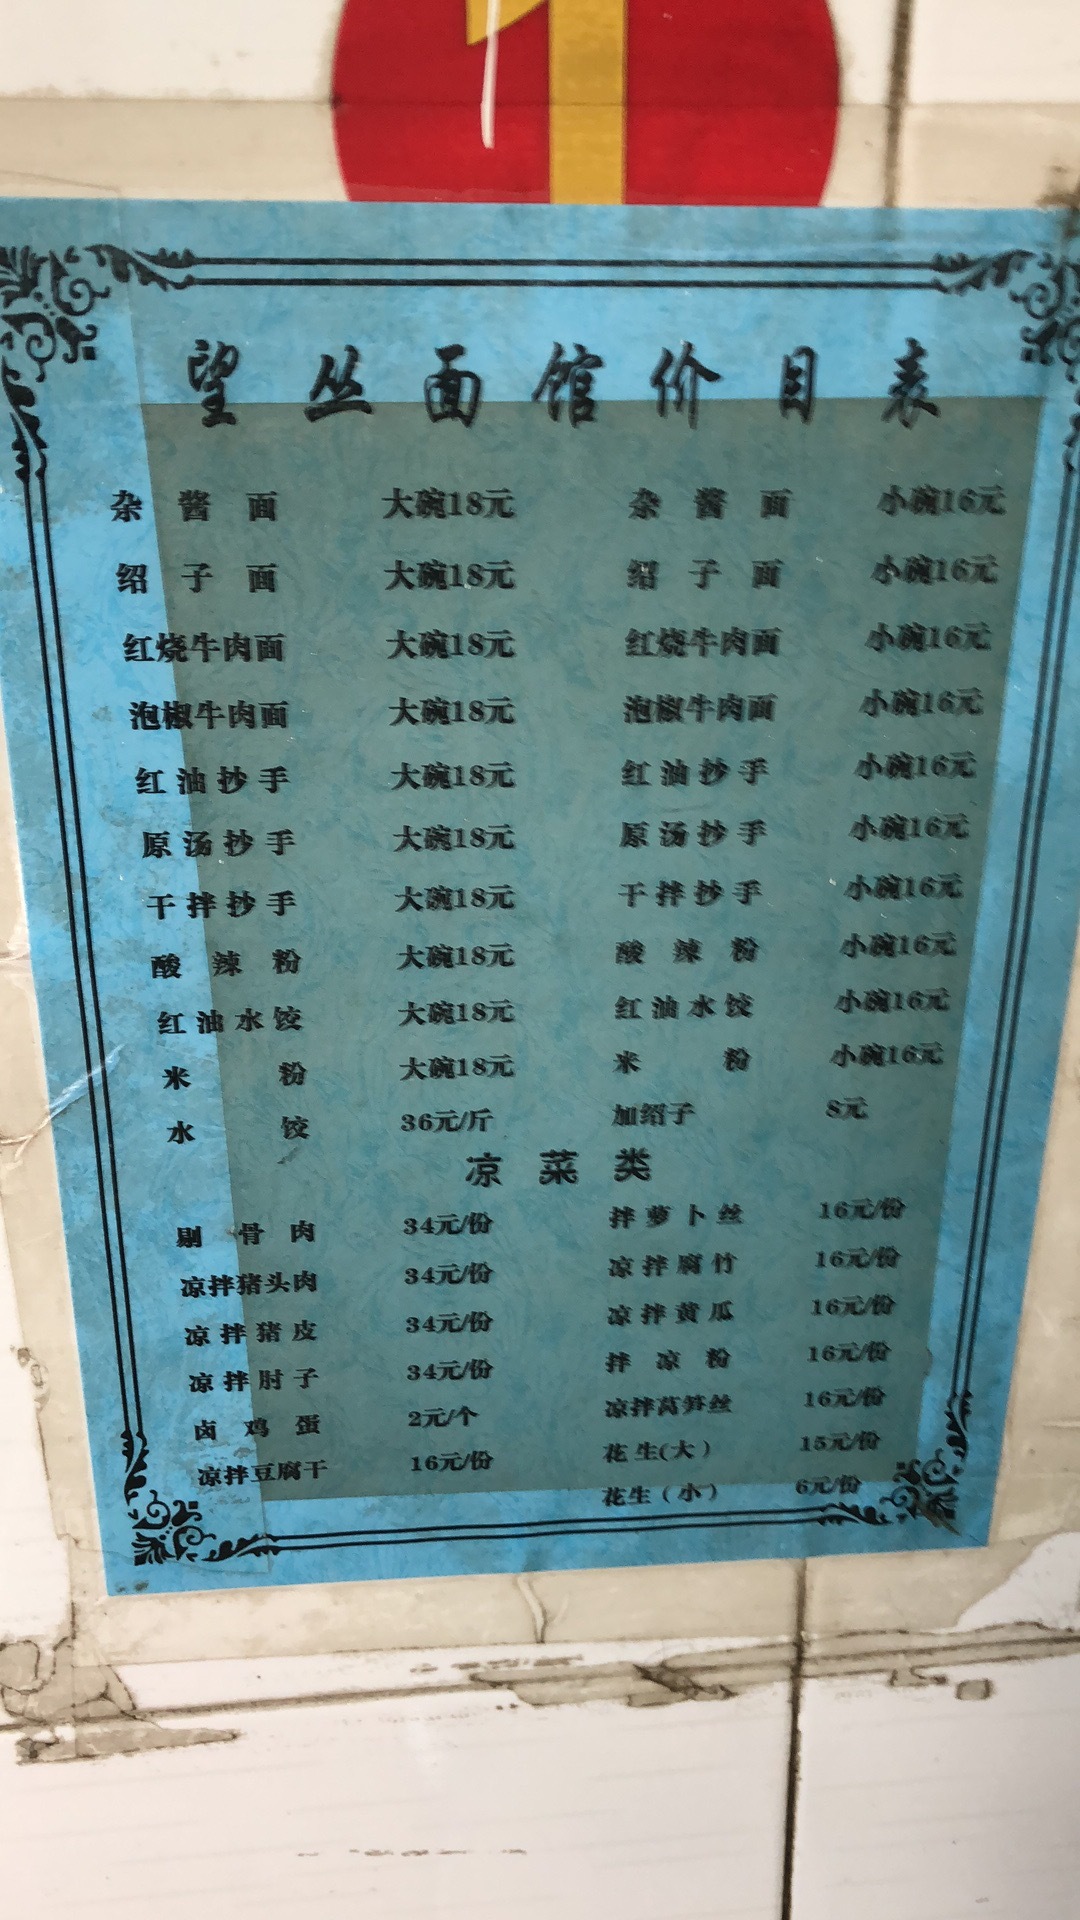 1
望丛面馆价目表
杂酱面 大碗18元 杂酱面 小碗16元
绍子面 大碗18元 绍子面 小碗16元
红烧牛肉面 大碗18元 红烧牛肉面 小碗16元
泡椒牛肉面 大碗18元 泡椒牛肉面 小碗16元
红油抄手 大碗18元 红油抄手 小碗16元
原汤抄手 大碗18元 原汤抄手 小碗16元
干拌抄手 大碗18元 干拌抄手 小碗16元
酸辣粉 大碗18元 酸辣粉 小碗16元
红油水饺 大碗18元 红油水饺 小碗16元
米粉 大碗18元 米粉 小碗16元
水饺 36元/斤 加绍子 8元
凉菜类
剔骨肉 34元/份 拌萝卜丝 16元/份
凉拌猪头肉 34元/份 凉拌腐竹 16元/份
凉拌猪皮 34元/份 凉拌黄瓜 16元/份
凉拌肘子 34元/份 拌凉粉 16元/份
卤鸡蛋 2元/个 凉拌莴笋丝 16元/份
凉拌豆腐干 16元/份 花生(大) 15元/份
花生(小) 6元/份